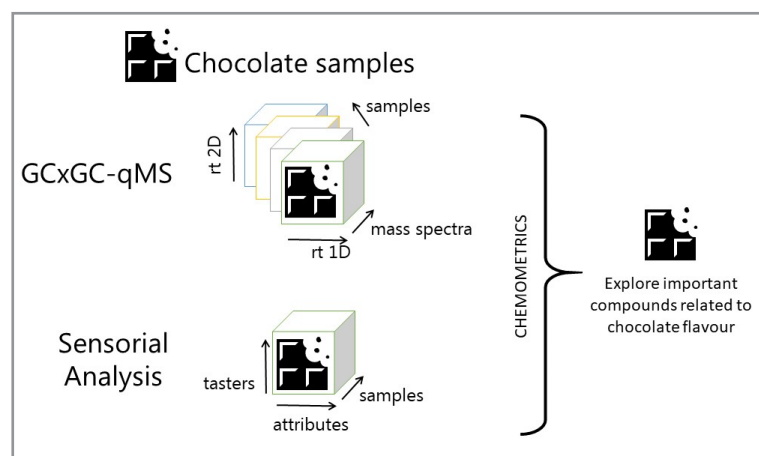 Chocolate samples
samples
rt 2D
GCxGC-qMS
mass spectra
rt 1D
CHEMOMETRICS
Explore important
compounds related to
chocolate flavour
Sensorial
Analysis
tasters
samples
attributes